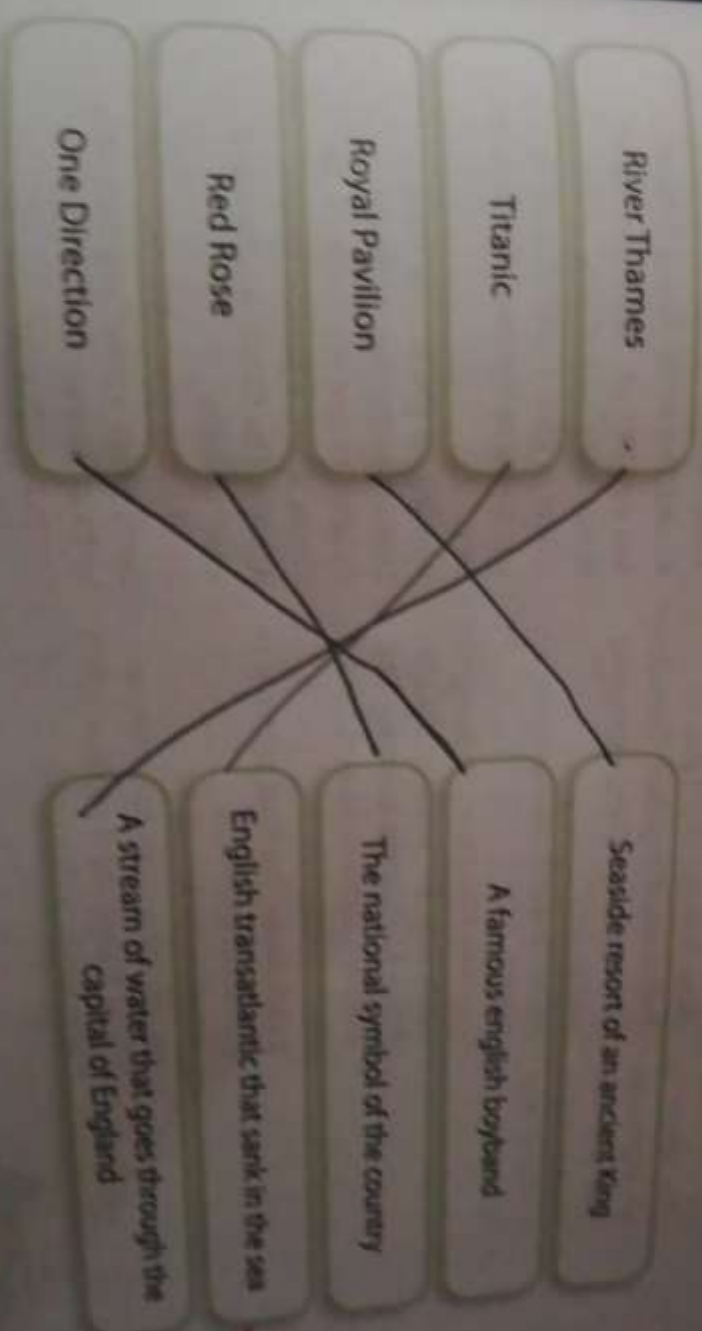 River Thames
Titanic
Royal Pavilion
Red Rose
One Direction
Seaside resort of an ancient King
A famous english boyband
The national symbol of the country
English transatlantic that sank in the sea
A stream of water that goes through the
capital of England